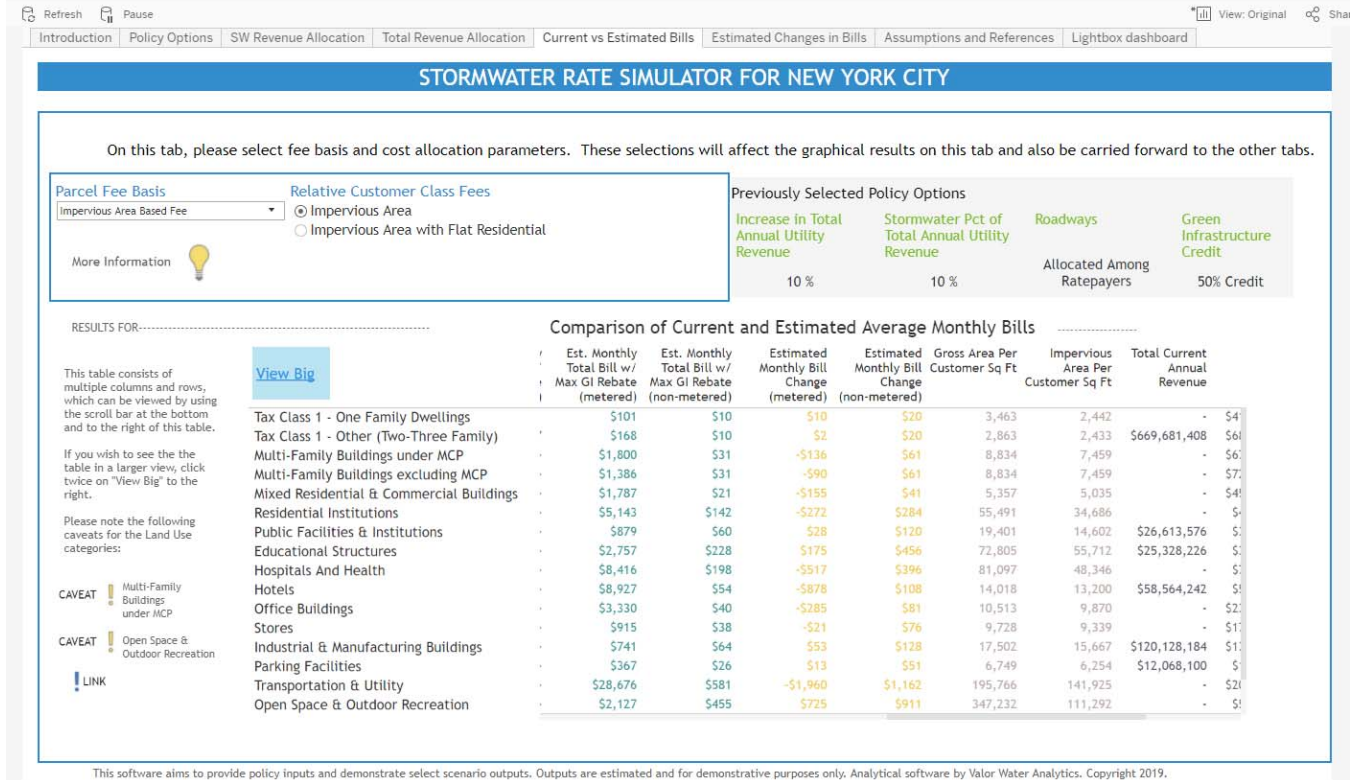 Refresh Pause View: Original Shar
Introduction Policy Options SW Revenue Allocation Total Revenue Allocation Current vs Estimated Bills Estimated Changes in Bills Assumptions and References Lightbox dashboard
STORMWATER RATE SIMULATOR FOR NEW YORK CITY
On this tab, please select fee basis and cost allocation parameters. These selections will affect the graphical results on this tab and also be carried forward to the other tabs.
Parcel Fee Basis
Impervious Area Based Fee
More Information
Relative Customer Class Fees
Impervious Area
Impervious Area with Flat Residential
Previously Selected Policy Options
Increase in Total
Annual Utility
Revenue
10 %
Stormwater Pct of
Total Annual Utility
Revenue
10 %
Roadways
Allocated Among
Ratepayers
Green
Infrastructure
Credit
50% Credit
RESULTS FOR
Comparison of Current and Estimated Average Monthly Bills
This table consists of
multiple columns and rows,
which can be viewed by using
the scroll bar at the bottom
and to the right of this table.
If you wish to see the the
table in a larger view, click
twice on "View Big" to the
right.
Please note the following
caveats for the Land Use
categories:
CAVEAT ! Multi-Family
Buildings
under MCP
CAVEAT ! Open Space &
Outdoor Recreation
! LINK
View Big
Est. Monthly
Total Bill w/
Max GI Rebate
(metered)
Est. Monthly
Total Bill w/
Max GI Rebate
(non-metered)
Estimated
Monthly Bill
Change
(metered)
Estimated
Monthly Bill
Change
(non-metered)
Gross Area Per
Customer Sq Ft
Impervious
Area Per
Customer Sq Ft
Total Current
Annual
Revenue
Tax Class 1 - One Family Dwellings $101 $10 $10 $20 3,463 2,442 -
Tax Class 1 - Other (Two-Three Family) $168 $10 $2 $20 2,863 2,433 $669,681,408
Multi-Family Buildings under MCP $1,800 $31 -$136 $61 8,834 7,459 -
Multi-Family Buildings excluding MCP $1,386 $31 -$90 $61 8,834 7,459 -
Mixed Residential & Commercial Buildings $1,787 $21 -$155 $41 5,357 5,035 -
Residential Institutions $5,143 $142 -$272 $284 55,491 34,686 -
Public Facilities & Institutions $879 $60 $28 $120 19,401 14,602 $26,613,576
Educational Structures $2,757 $228 $175 $456 72,805 55,712 $25,328,226
Hospitals And Health $8,416 $198 -$517 $396 81,097 48,346 -
Hotels $8,927 $54 -$878 $108 14,018 13,200 $58,564,242
Office Buildings $3,330 $40 -$285 $81 10,513 9,870 -
Stores $915 $38 -$21 $76 9,728 9,339 -
Industrial & Manufacturing Buildings $741 $64 $53 $128 17,502 15,667 $120,128,184
Parking Facilities $367 $26 $13 $51 6,749 6,254 $12,068,100
Transportation & Utility $28,676 $581 -$1,960 $1,162 195,766 141,925 -
Open Space & Outdoor Recreation $2,127 $455 $725 $911 347,232 111,292 -
This software aims to provide policy inputs and demonstrate select scenario outputs. Outputs are estimated and for demonstrative purposes only. Analytical software by Valor Water Analytics. Copyright 2019.